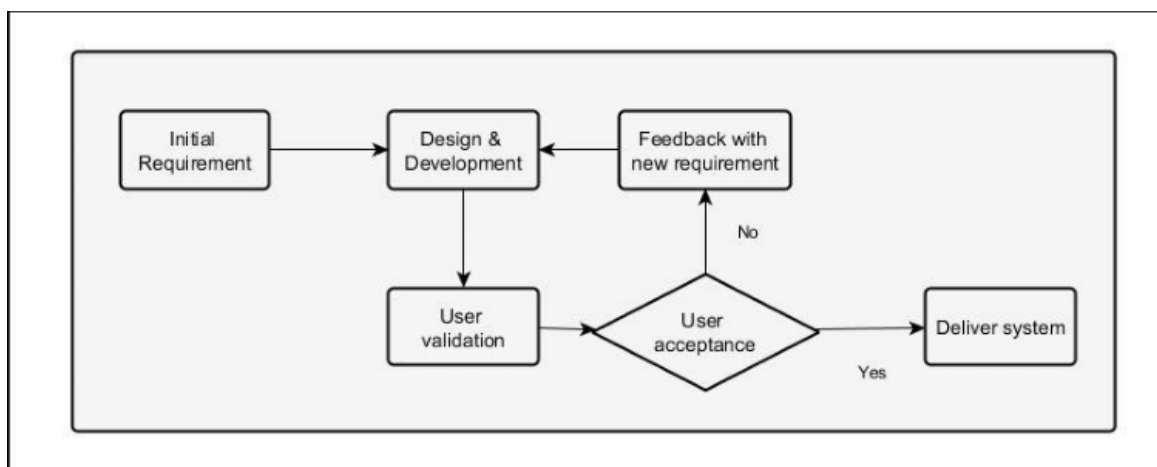 Initial
Requirement
Design &
Development
Feedback with
new requirement
No
User
validation
User
acceptance
Deliver system
Yes